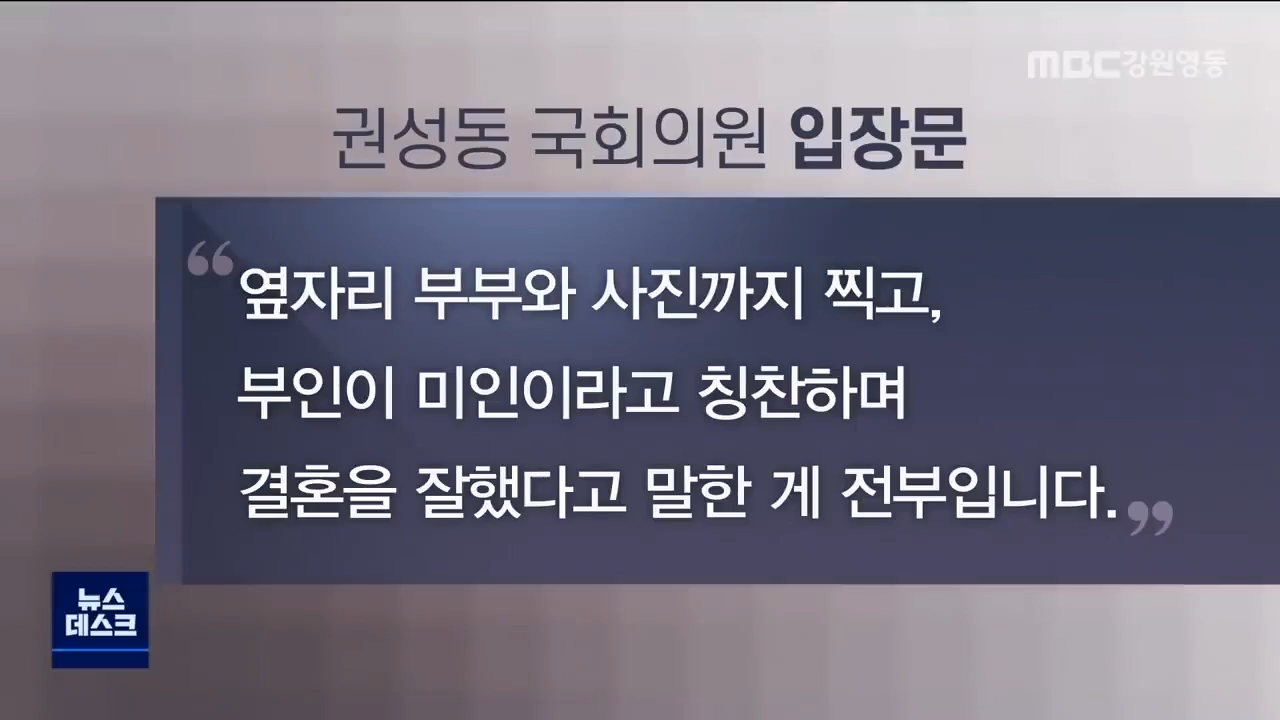 MBC강원영동
권성동 국회의원 입장문
“옆자리 부부와 사진까지 찍고,
부인이 미인이라고 칭찬하며
결혼을 잘했다고 말한 게 전부입니다.”
뉴스
데스크